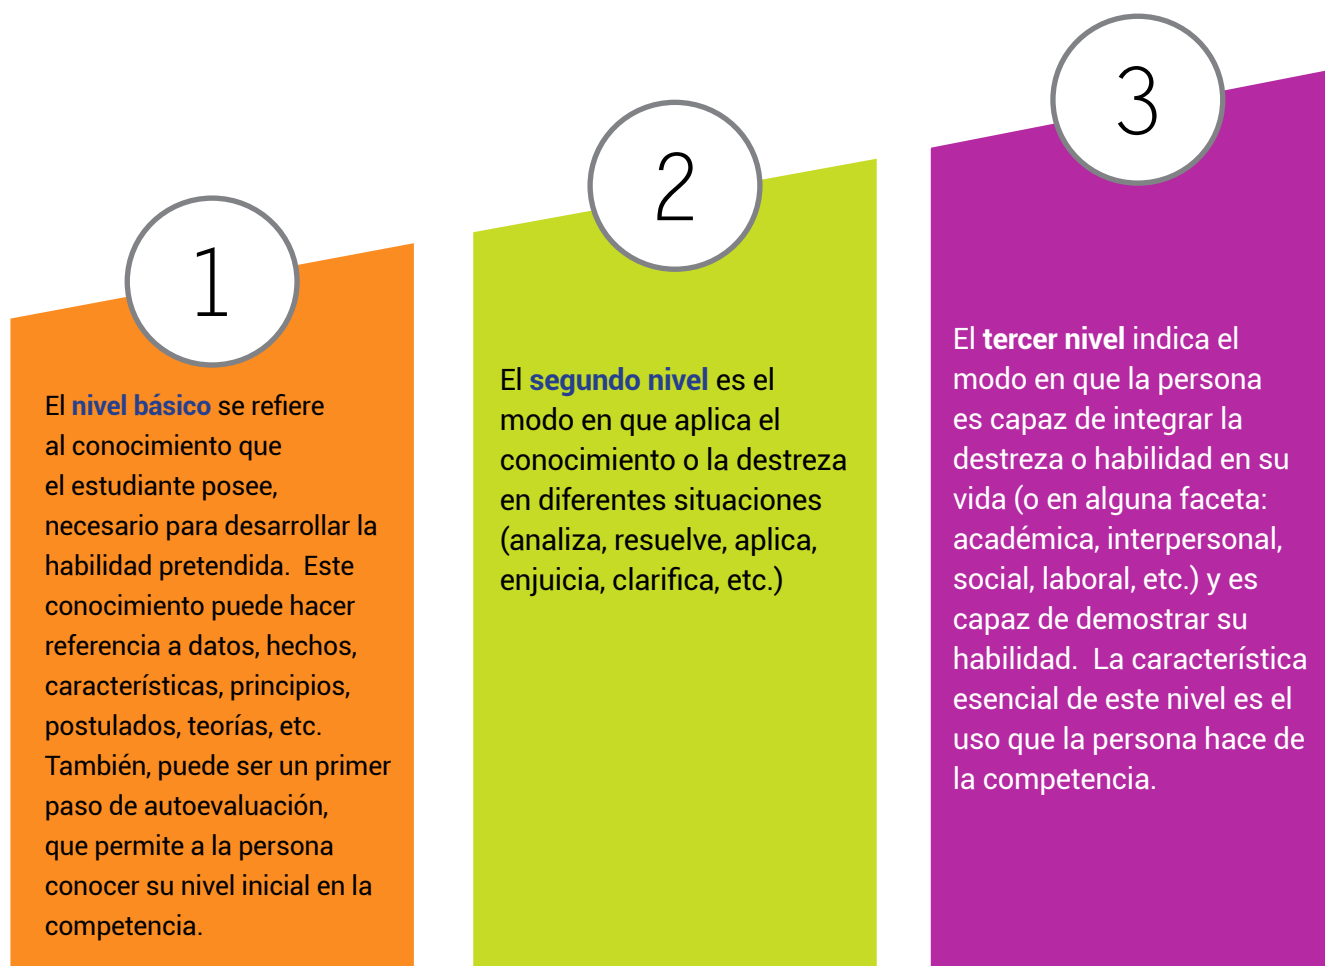 1
El nivel básico se refiere
al conocimiento que
el estudiante posee,
necesario para desarrollar la
habilidad pretendida.  Este
conocimiento puede hacer
referencia a datos, hechos,
características, principios,
postulados, teorías, etc.
También, puede ser un primer
paso de autoevaluación,
que permite a la persona
conocer su nivel inicial en la
competencia.
2
El segundo nivel es el
modo en que aplica el
conocimiento o la destreza
en diferentes situaciones
(analiza, resuelve, aplica,
enjuicia, clarifica, etc.)
3
El tercer nivel indica el
modo en que la persona
es capaz de integrar la
destreza o habilidad en su
vida (o en alguna faceta:
académica, interpersonal,
social, laboral, etc.) y es
capaz de demostrar su
habilidad.  La característica
esencial de este nivel es el
uso que la persona hace de
la competencia.